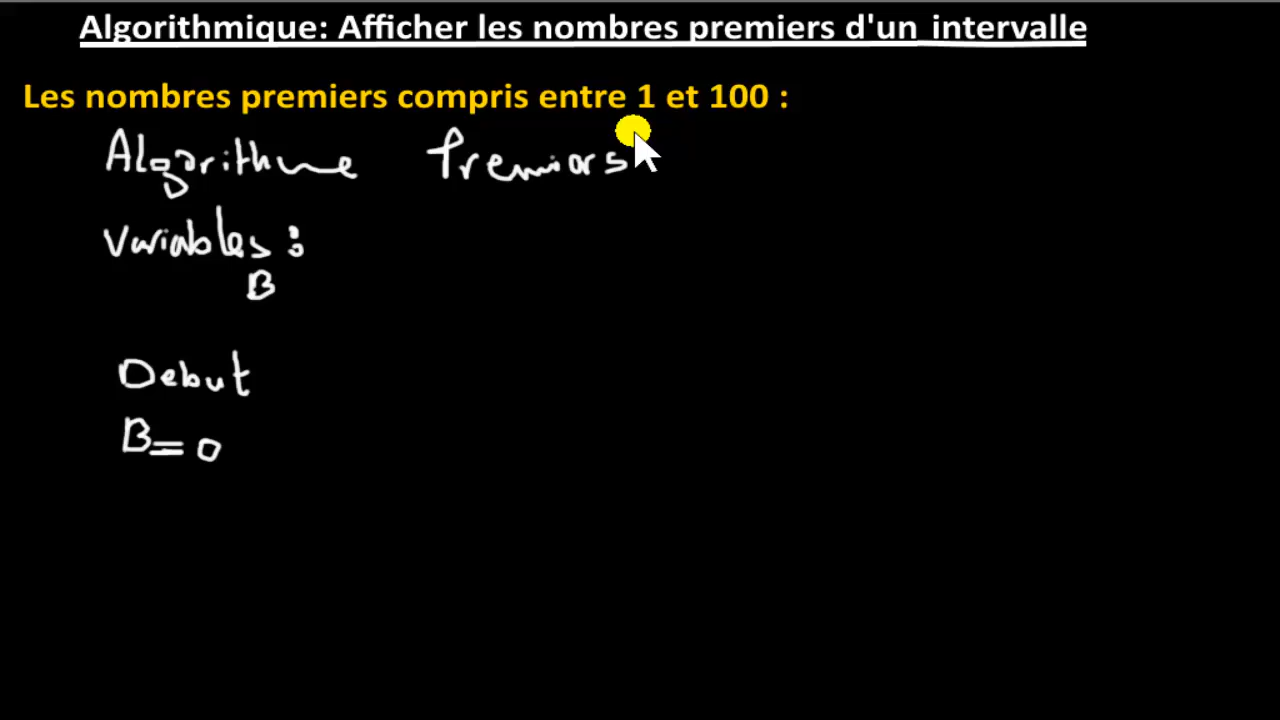 Algorithmique: Afficher les nombres premiers d'un intervalle
Les nombres premiers compris entre 1 et 100 :
Algorithme Premiers
Variables :
B
Debut
B = 0